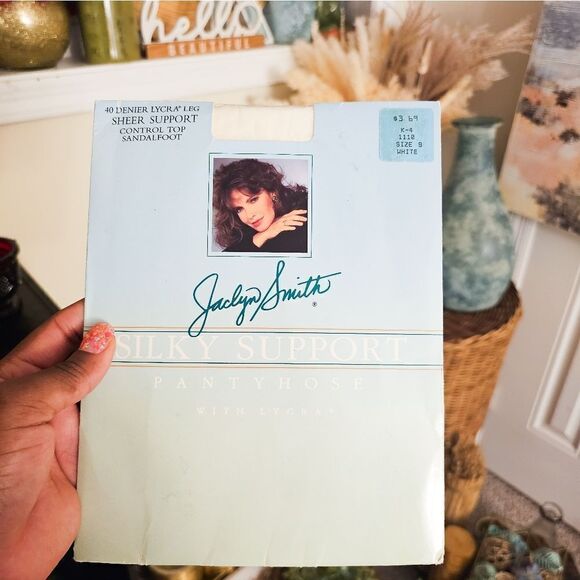 hello
BEAUTIFUL
40 DENIER LYCRA® LEG
SHEER SUPPORT
CONTROL TOP
SANDALFOOT
$3.69
K-4
1110
SIZE S
WHITE
Jaclyn Smith®
SILKY SUPPORT
PANTYHOSE
WITH LYCRA®